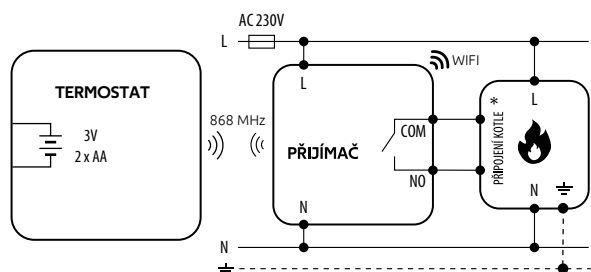 AC 230V
L
WIFI
TERMOSTAT
3V
2 x AA
868 MHz
L
PŘIJÍMAČ
COM
NO
N
PŘIPOJENÍ KOTLE *
L
N
N